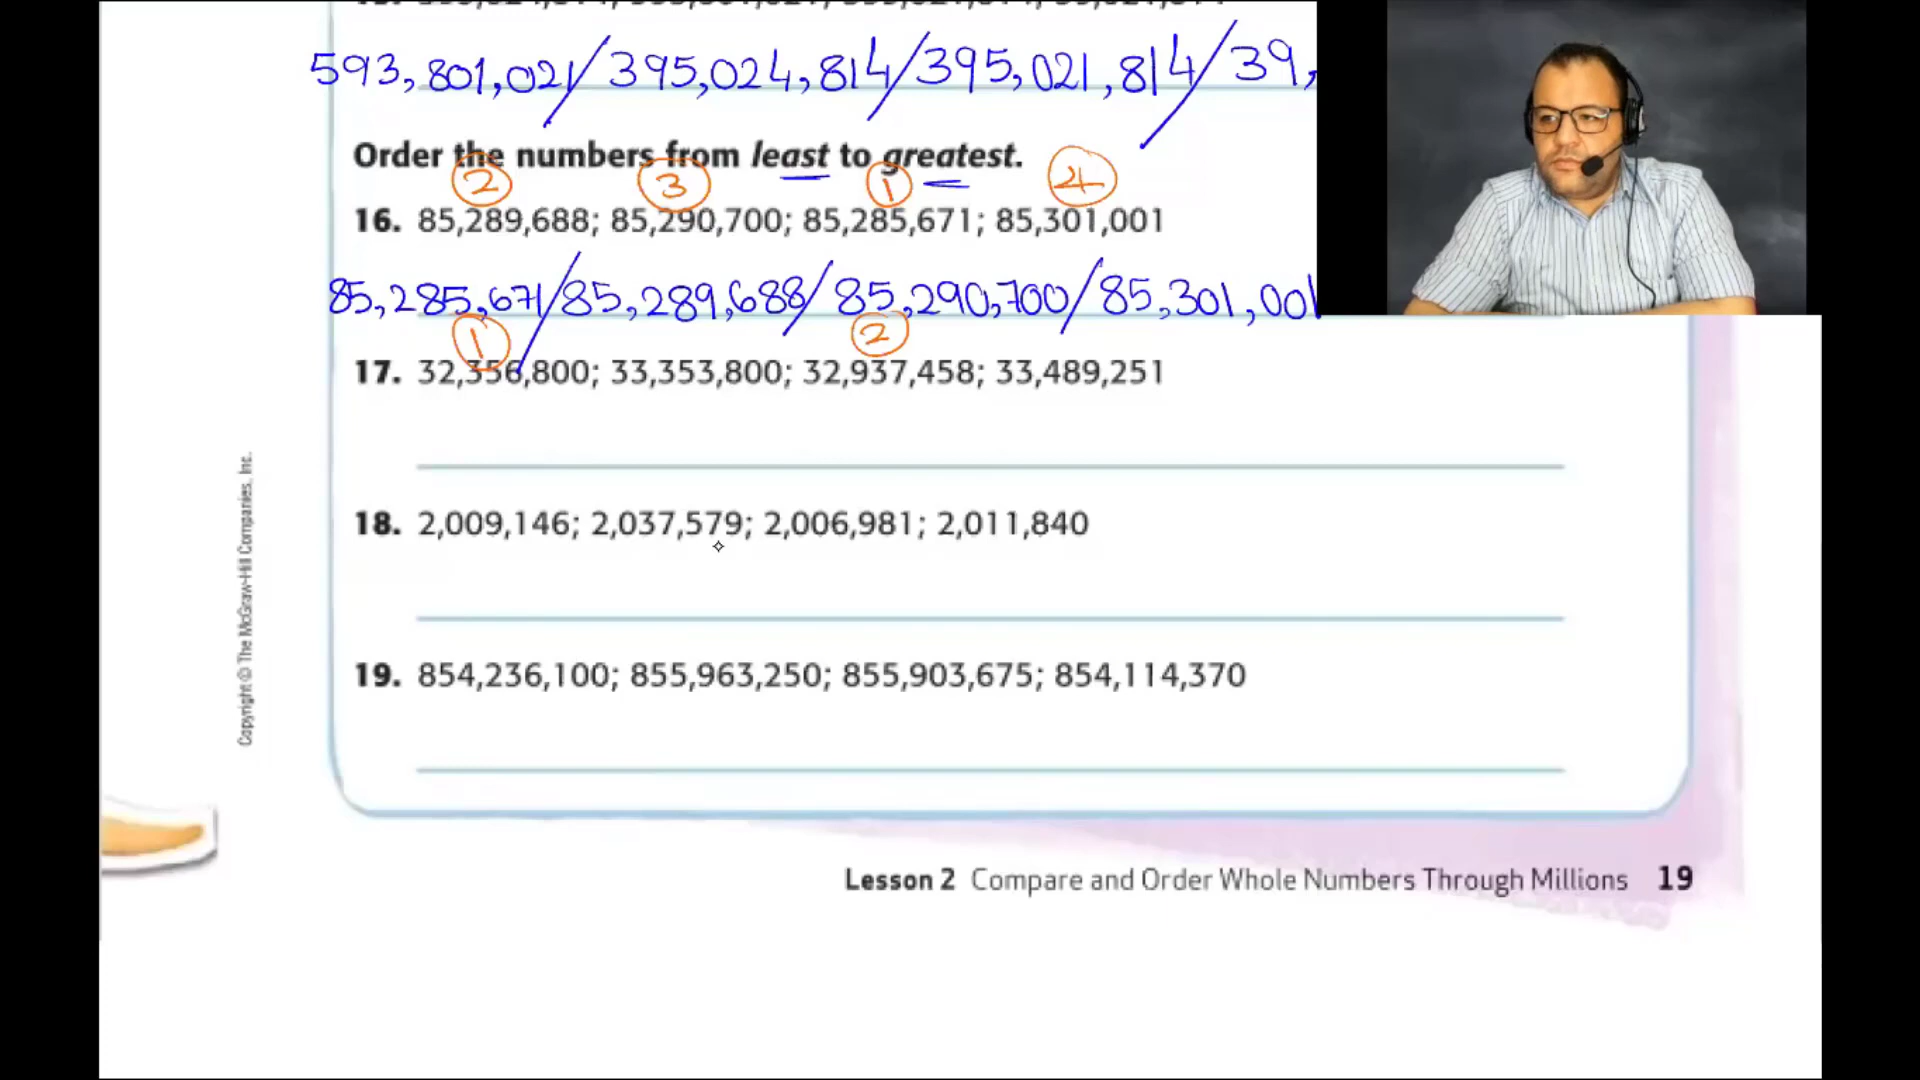 593,801,021/395,024,814/395,021,814/39,
Order the numbers from least to greatest.
2 3 1 4
16. 85,289,688; 85,290,700; 85,285,671; 85,301,001
85,285,671/85,289,688/85,290,700/85,301,001
1 2
17. 32,356,800; 33,353,800; 32,937,458; 33,489,251
18. 2,009,146; 2,037,579; 2,006,981; 2,011,840
19. 854,236,100; 855,963,250; 855,903,675; 854,114,370
Copyright © The McGraw-Hill Companies, Inc.
Lesson 2 Compare and Order Whole Numbers Through Millions 19